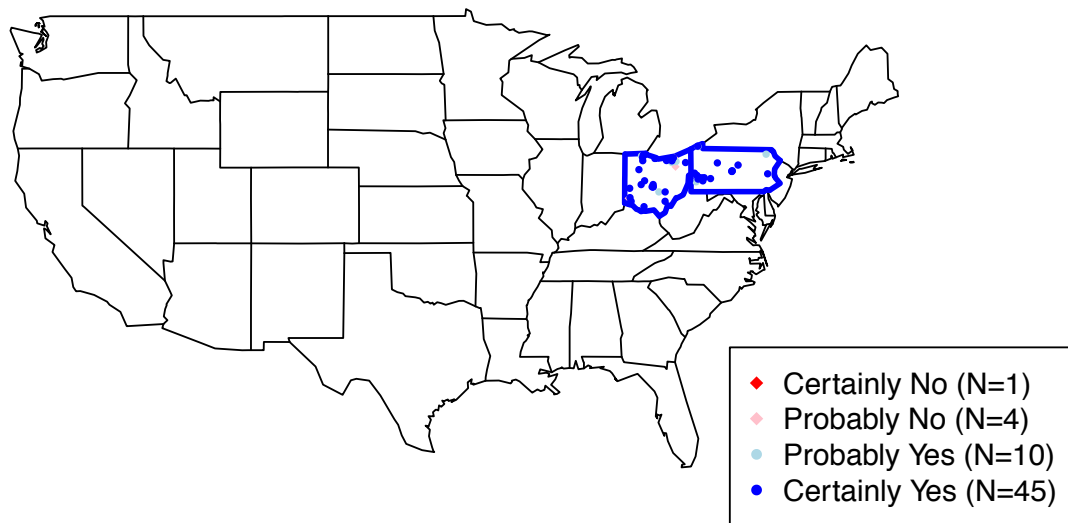 Certainly No (N=1)
Probably No (N=4)
Probably Yes (N=10)
Certainly Yes (N=45)